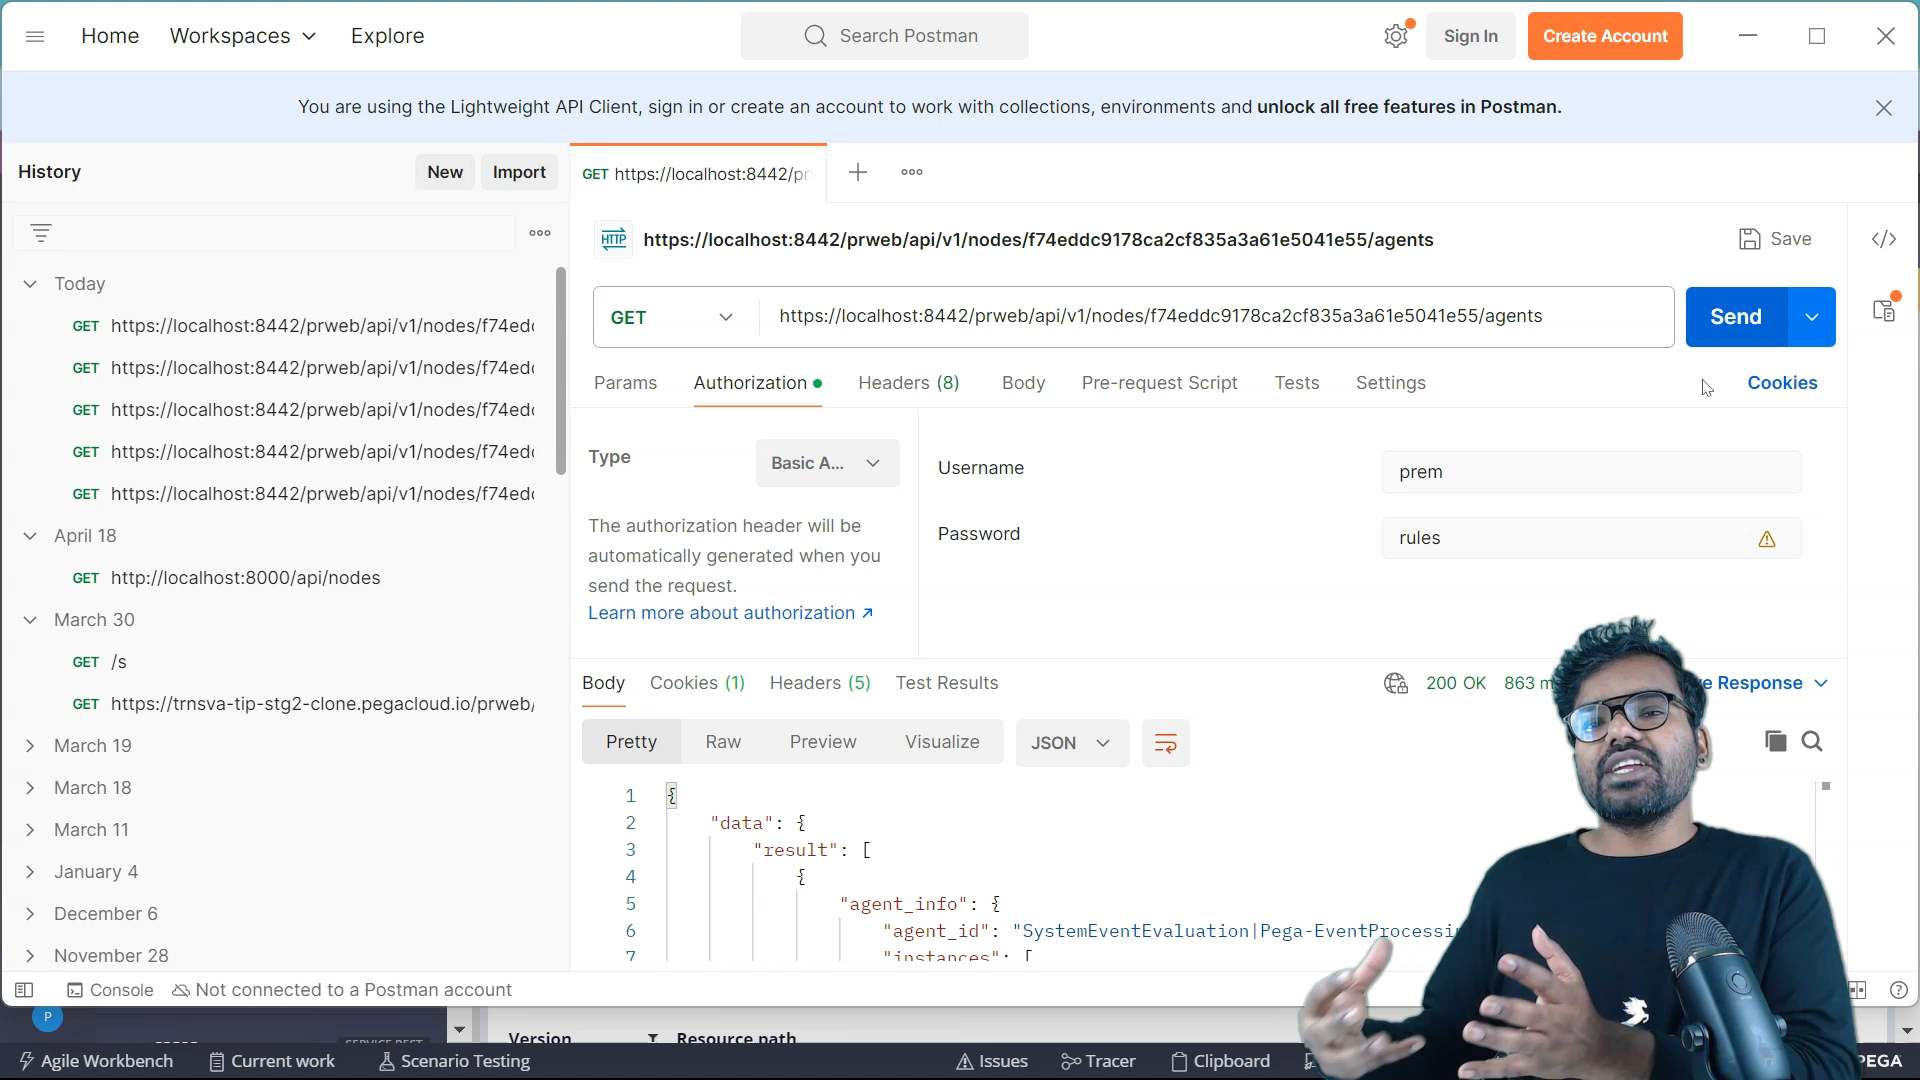 Home Workspaces Explore Search Postman Sign In Create Account
You are using the Lightweight API Client, sign in or create an account to work with collections, environments and unlock all free features in Postman.
History New Import
GET https://localhost:8442/pr
HTTP https://localhost:8442/prweb/api/v1/nodes/f74eddc9178ca2cf835a3a61e5041e55/agents Save </>
Today
GET https://localhost:8442/prweb/api/v1/nodes/f74edd
GET https://localhost:8442/prweb/api/v1/nodes/f74edd
GET https://localhost:8442/prweb/api/v1/nodes/f74edd
GET https://localhost:8442/prweb/api/v1/nodes/f74edd
GET https://localhost:8442/prweb/api/v1/nodes/f74edd
April 18
GET http://localhost:8000/api/nodes
March 30
GET /s
GET https://trnsva-tip-stg2-clone.pegacloud.io/prweb/
March 19
March 18
March 11
January 4
December 6
November 28
GET https://localhost:8442/prweb/api/v1/nodes/f74eddc9178ca2cf835a3a61e5041e55/agents Send
Params Authorization Headers (8) Body Pre-request Script Tests Settings Cookies
Type Basic A...
The authorization header will be
automatically generated when you
send the request.
Learn more about authorization ↗
Username prem
Password rules
Body Cookies (1) Headers (5) Test Results 200 OK 863 m e Response
Pretty Raw Preview Visualize JSON
1 {
2 "data": {
3 "result": [
4 {
5 "agent_info": {
6 "agent_id": "SystemEventEvaluation|Pega-EventProcessi
7 "instances": [
Console Not connected to a Postman account
P
Version Resource path
Agile Workbench Current work Scenario Testing Issues Tracer Clipboard PEGA